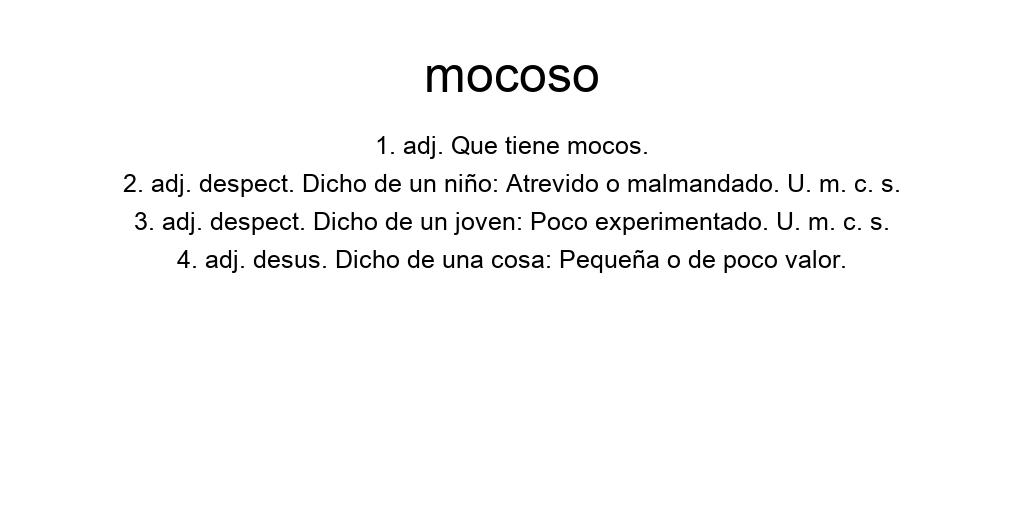 mocoso
1. adj. Que tiene mocos.
2. adj. despect. Dicho de un niño: Atrevido o malmandado. U. m. c. s.
3. adj. despect. Dicho de un joven: Poco experimentado. U. m. c. s.
4. adj. desus. Dicho de una cosa: Pequeña o de poco valor.